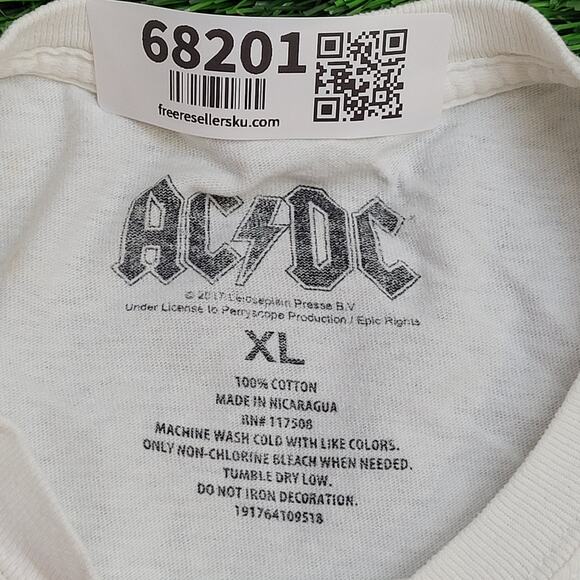 68201
freeresellersku.com
AC/DC
© 2017 Leidseplein Presse B.V
Under License to Perryscope Production / Epic Rights
XL
100% COTTON
MADE IN NICARAGUA
RN# 117508
MACHINE WASH COLD WITH LIKE COLORS.
ONLY NON-CHLORINE BLEACH WHEN NEEDED.
TUMBLE DRY LOW.
DO NOT IRON DECORATION.
191764109518